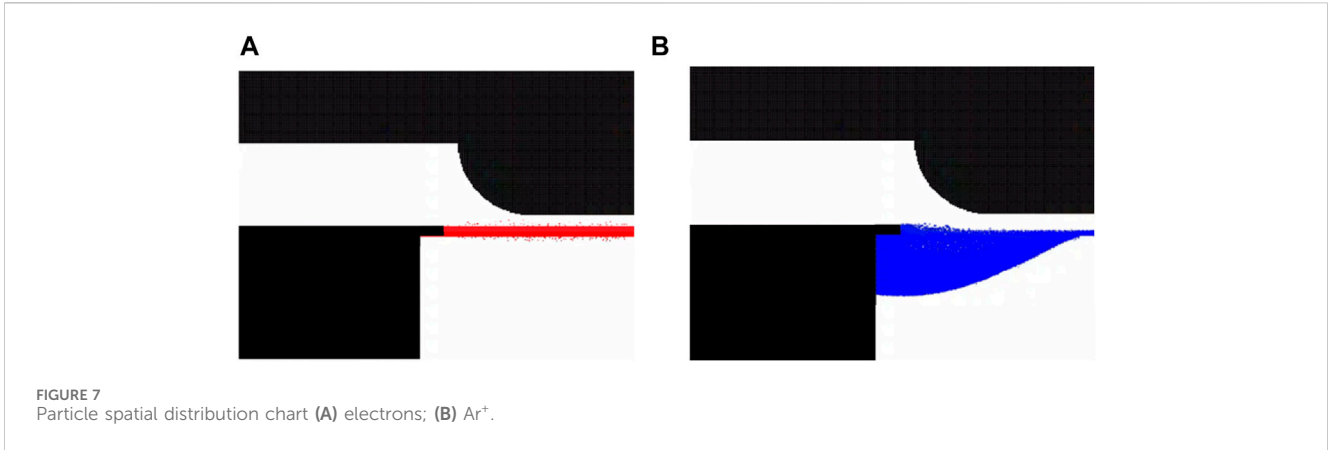 A
B
FIGURE 7
Particle spatial distribution chart (A) electrons; (B) Ar⁺.